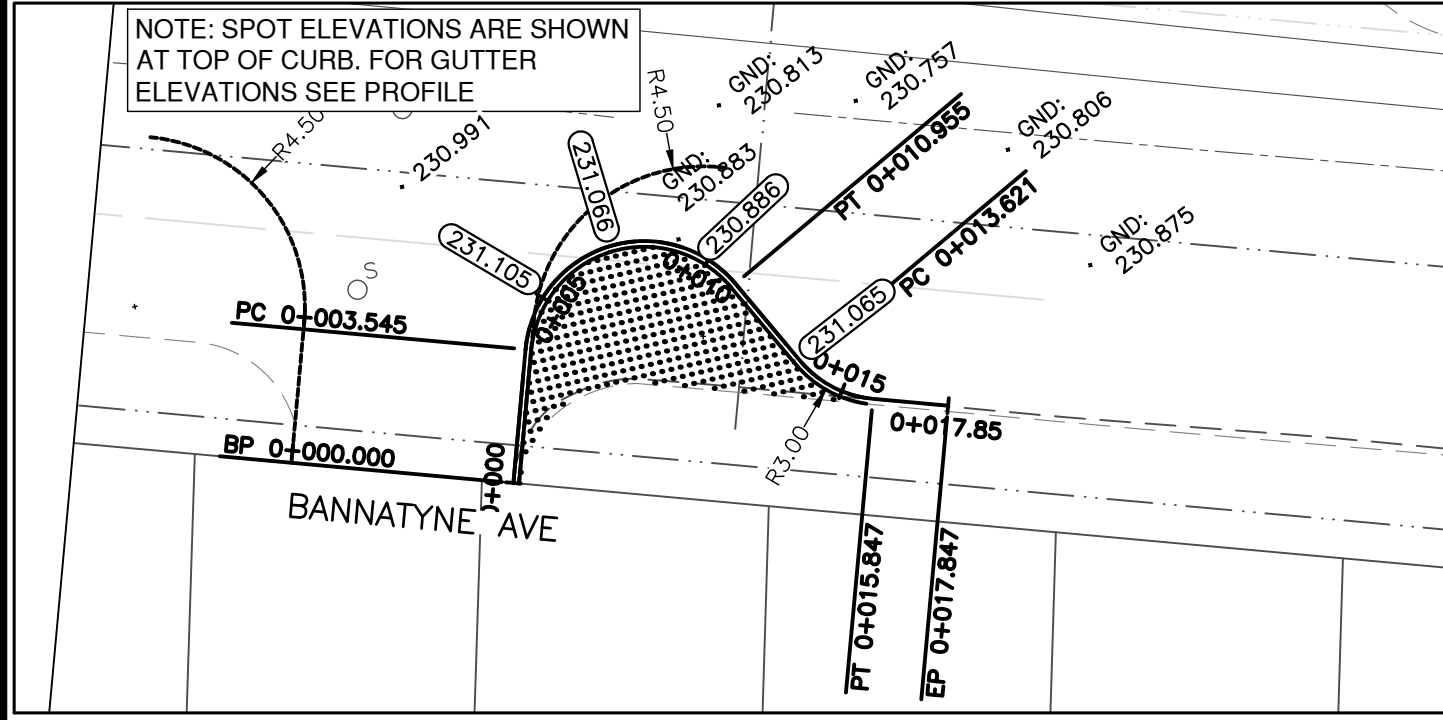 NOTE: SPOT ELEVATIONS ARE SHOWN
AT TOP OF CURB. FOR GUTTER
ELEVATIONS SEE PROFILE
R4.50
230.991
R4.50
GND:
230.813
GND:
230.757
GND:
230.806
GND:
230.883
GND:
230.875
231.066
231.105
230.886
231.065
PT 0+010.955
PC 0+013.621
S
PC 0+003.545
0+005
0+010
0+015
0+017.85
R3.00
BP 0+000.000
0+000
BANNATYNE AVE
PT 0+015.847
EP 0+017.847